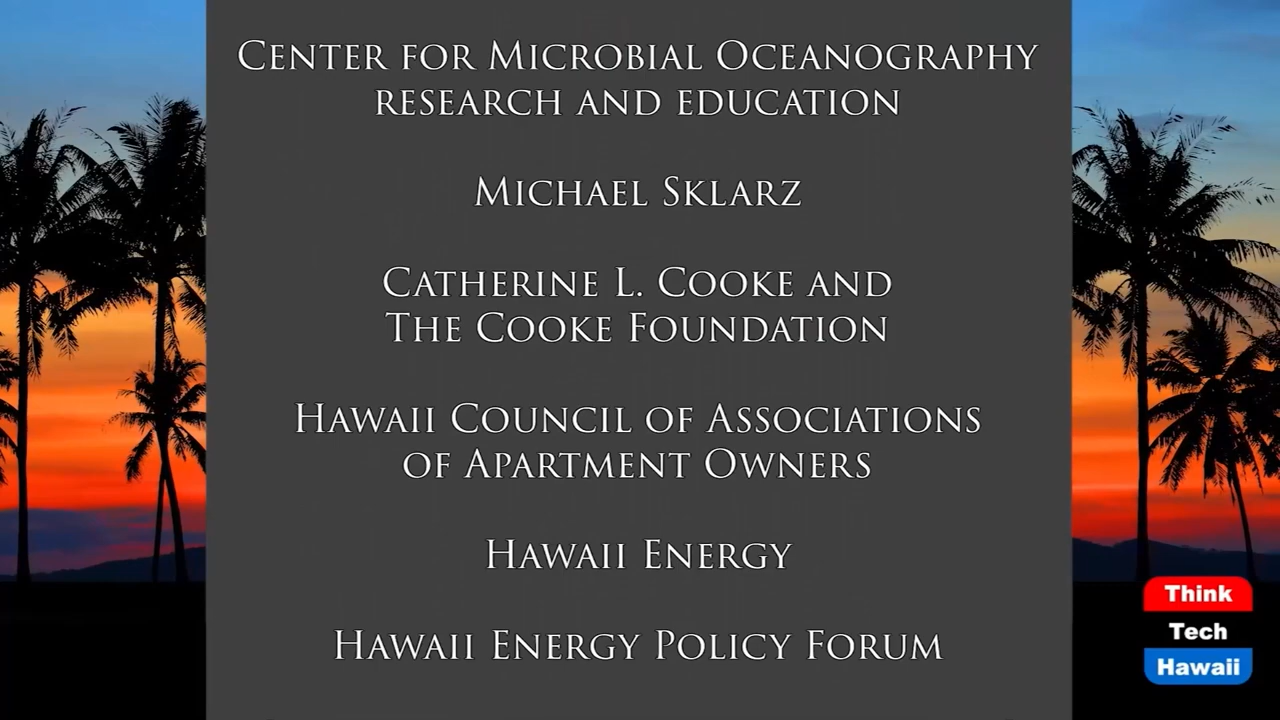 Center for Microbial Oceanography
research and education
Michael Sklarz
Catherine L. Cooke and
The Cooke Foundation
Hawaii Council of Associations
of Apartment Owners
Hawaii Energy
Hawaii Energy Policy Forum
Think
Tech
Hawaii